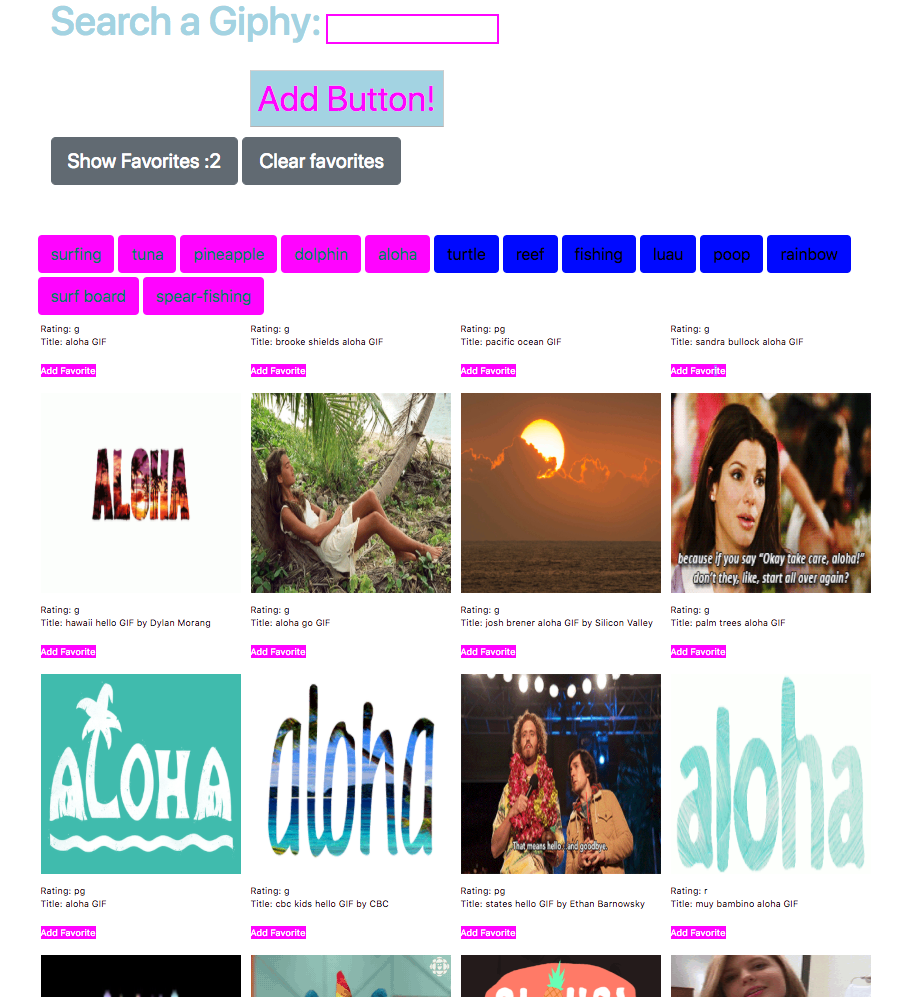 Search a Giphy:
Add Button!
Show Favorites :2 Clear favorites
surfing tuna pineapple dolphin aloha turtle reef fishing luau poop rainbow
surf board spear-fishing
Rating: g Rating: g Rating: pg Rating: g
Title: aloha GIF Title: brooke shields aloha GIF Title: pacific ocean GIF Title: sandra bullock aloha GIF
Add Favorite Add Favorite Add Favorite Add Favorite
ALOHA
because if you say "Okay take care, aloha!"
don't they, like, start all over again?
Rating: g Rating: g Rating: g Rating: g
Title: hawaii hello GIF by Dylan Morang Title: aloha go GIF Title: josh brener aloha GIF by Silicon Valley Title: palm trees aloha GIF
Add Favorite Add Favorite Add Favorite Add Favorite
ALOHA aloha aloha
That means hello...and goodbye.
Rating: pg Rating: g Rating: pg Rating: r
Title: aloha GIF Title: cbc kids hello GIF by CBC Title: states hello GIF by Ethan Barnowsky Title: muy bambino aloha GIF
Add Favorite Add Favorite Add Favorite Add Favorite